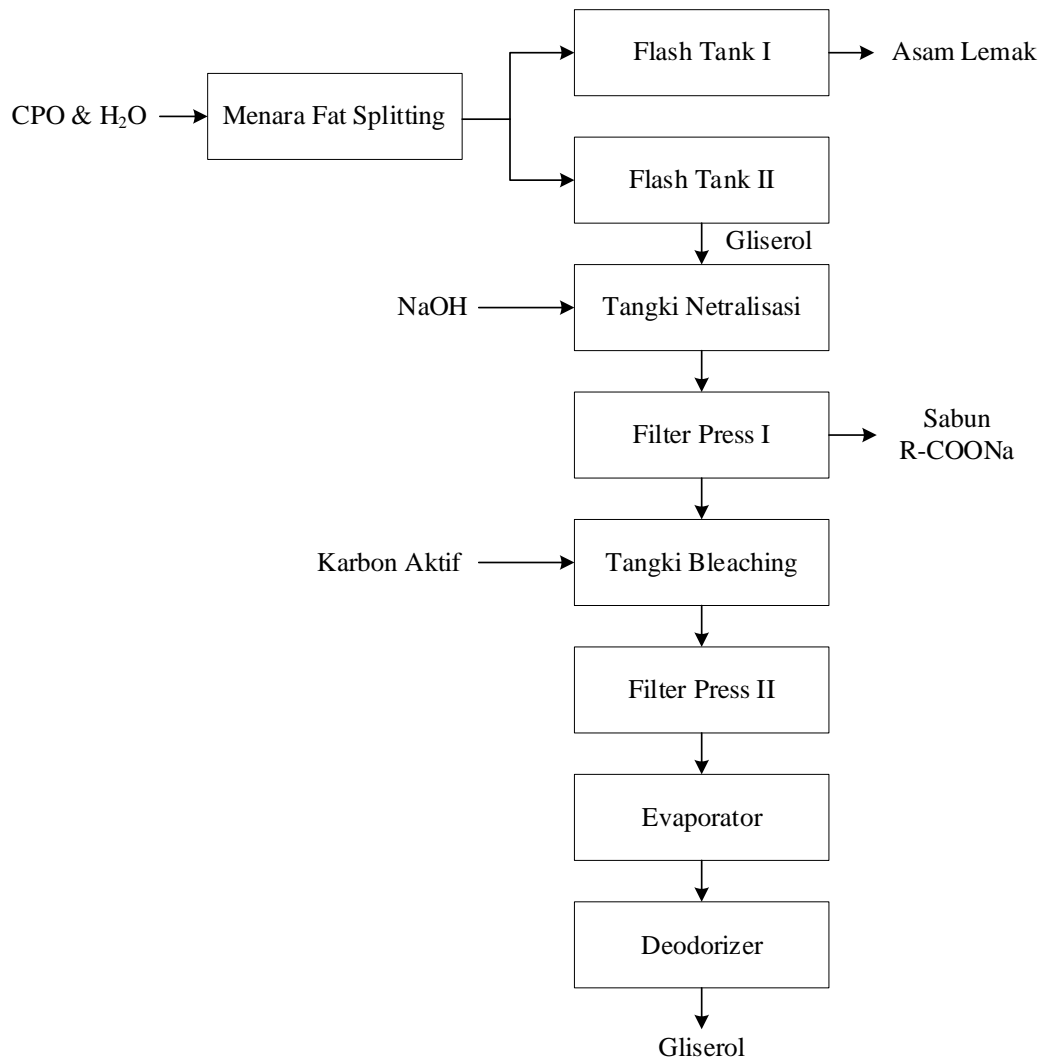 Flash Tank I
Asam Lemak
CPO & H₂O
Menara Fat Splitting
Flash Tank II
Gliserol
NaOH
Tangki Netralisasi
Filter Press I
Sabun
R-COONa
Karbon Aktif
Tangki Bleaching
Filter Press II
Evaporator
Deodorizer
Gliserol